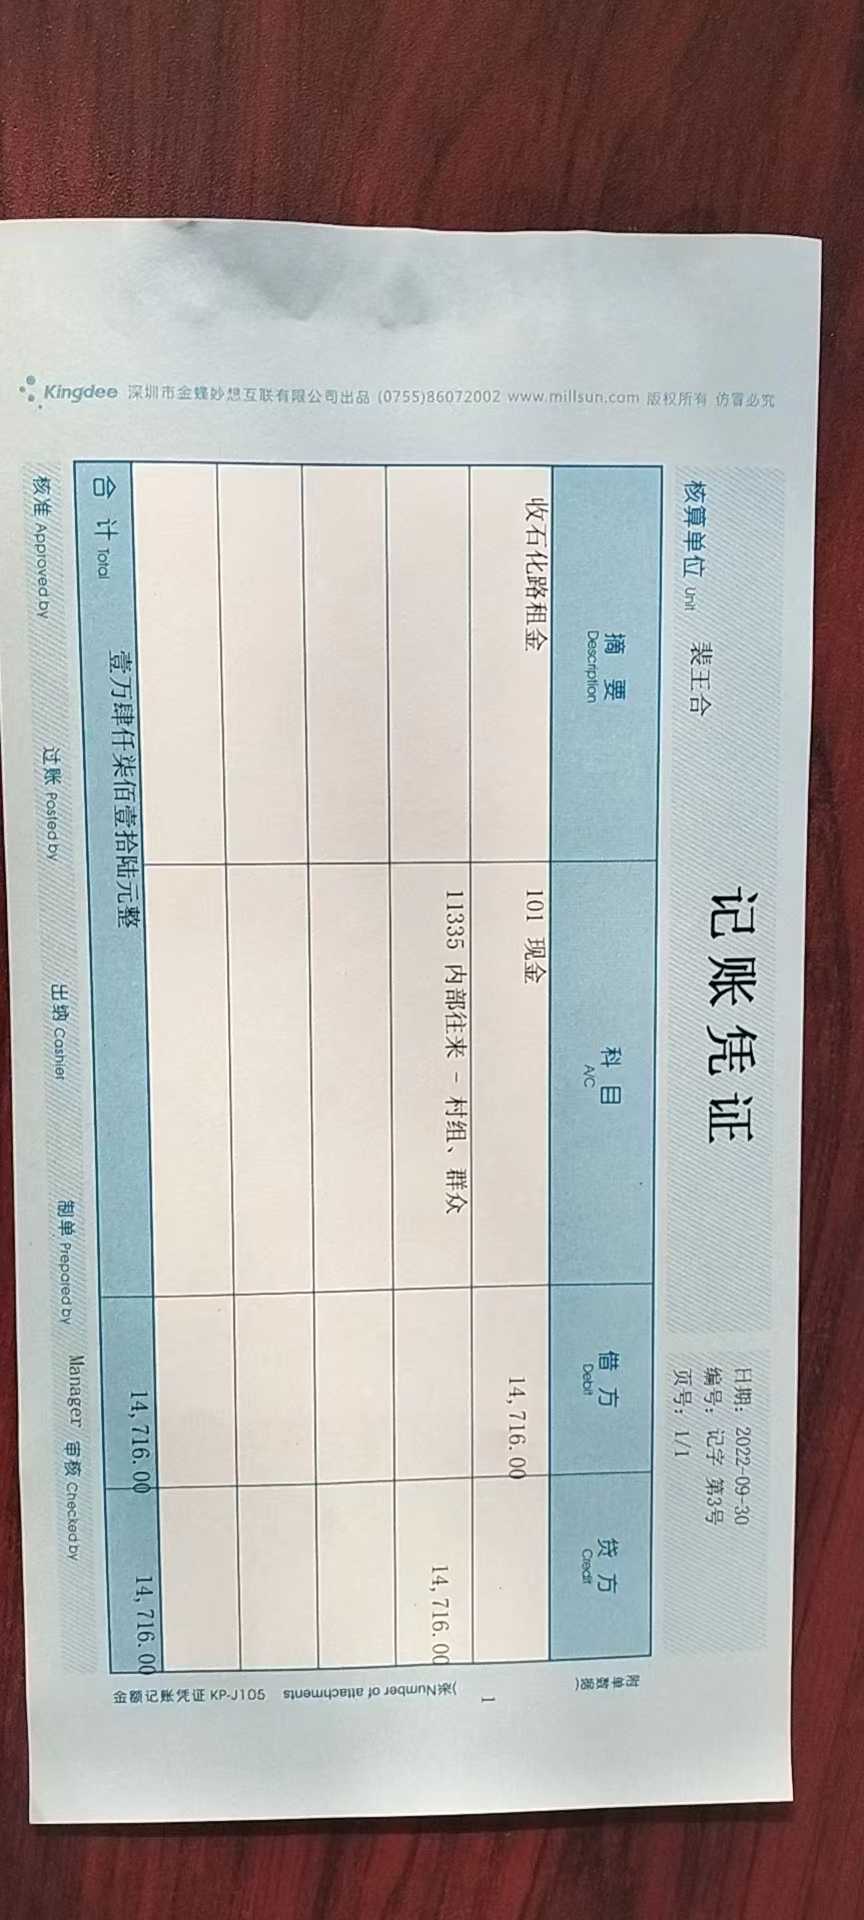 记账凭证
日期: 2022-09-30
编号: 记字 第3号
页号: 1/1
核算单位 Unit 裴王合
摘要 Description 科目 A/C 借方 Debit 贷方 Credit
收石化路租金 101 现金 14,716.00
11335 内部往来 - 村组、群众 14,716.00
合计 Total 壹万肆仟柒佰壹拾陆元整 14,716.00 14,716.00
核准 Approved by 过账 Posted by 出纳 Cashier 制单 Prepared by Manager 审核 Checked by
附单数据(
1
)张Number of attachments
金额记账凭证 KP-J105
Kingdee 深圳市金蝶妙想互联有限公司出品 (0755)86072002 www.millsun.com 版权所有 仿冒必究